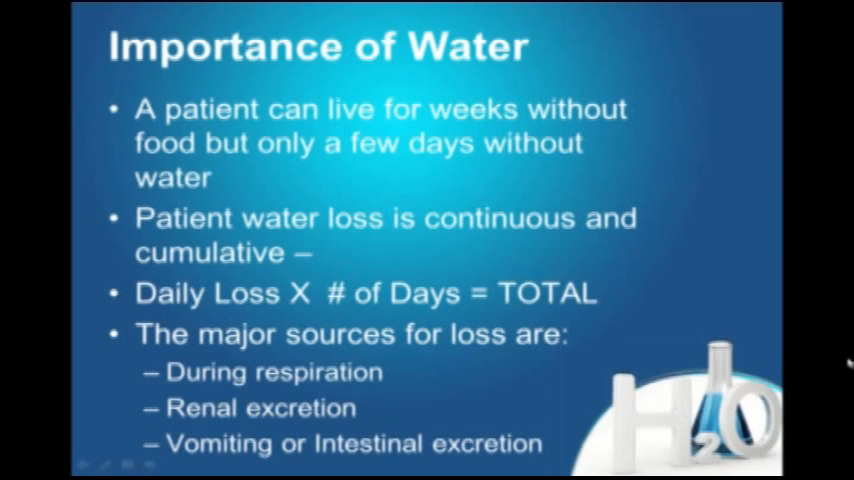 Importance of Water
• A patient can live for weeks without
food but only a few days without
water
• Patient water loss is continuous and
cumulative –
• Daily Loss X # of Days = TOTAL
• The major sources for loss are:
– During respiration
– Renal excretion
– Vomiting or Intestinal excretion
H2O